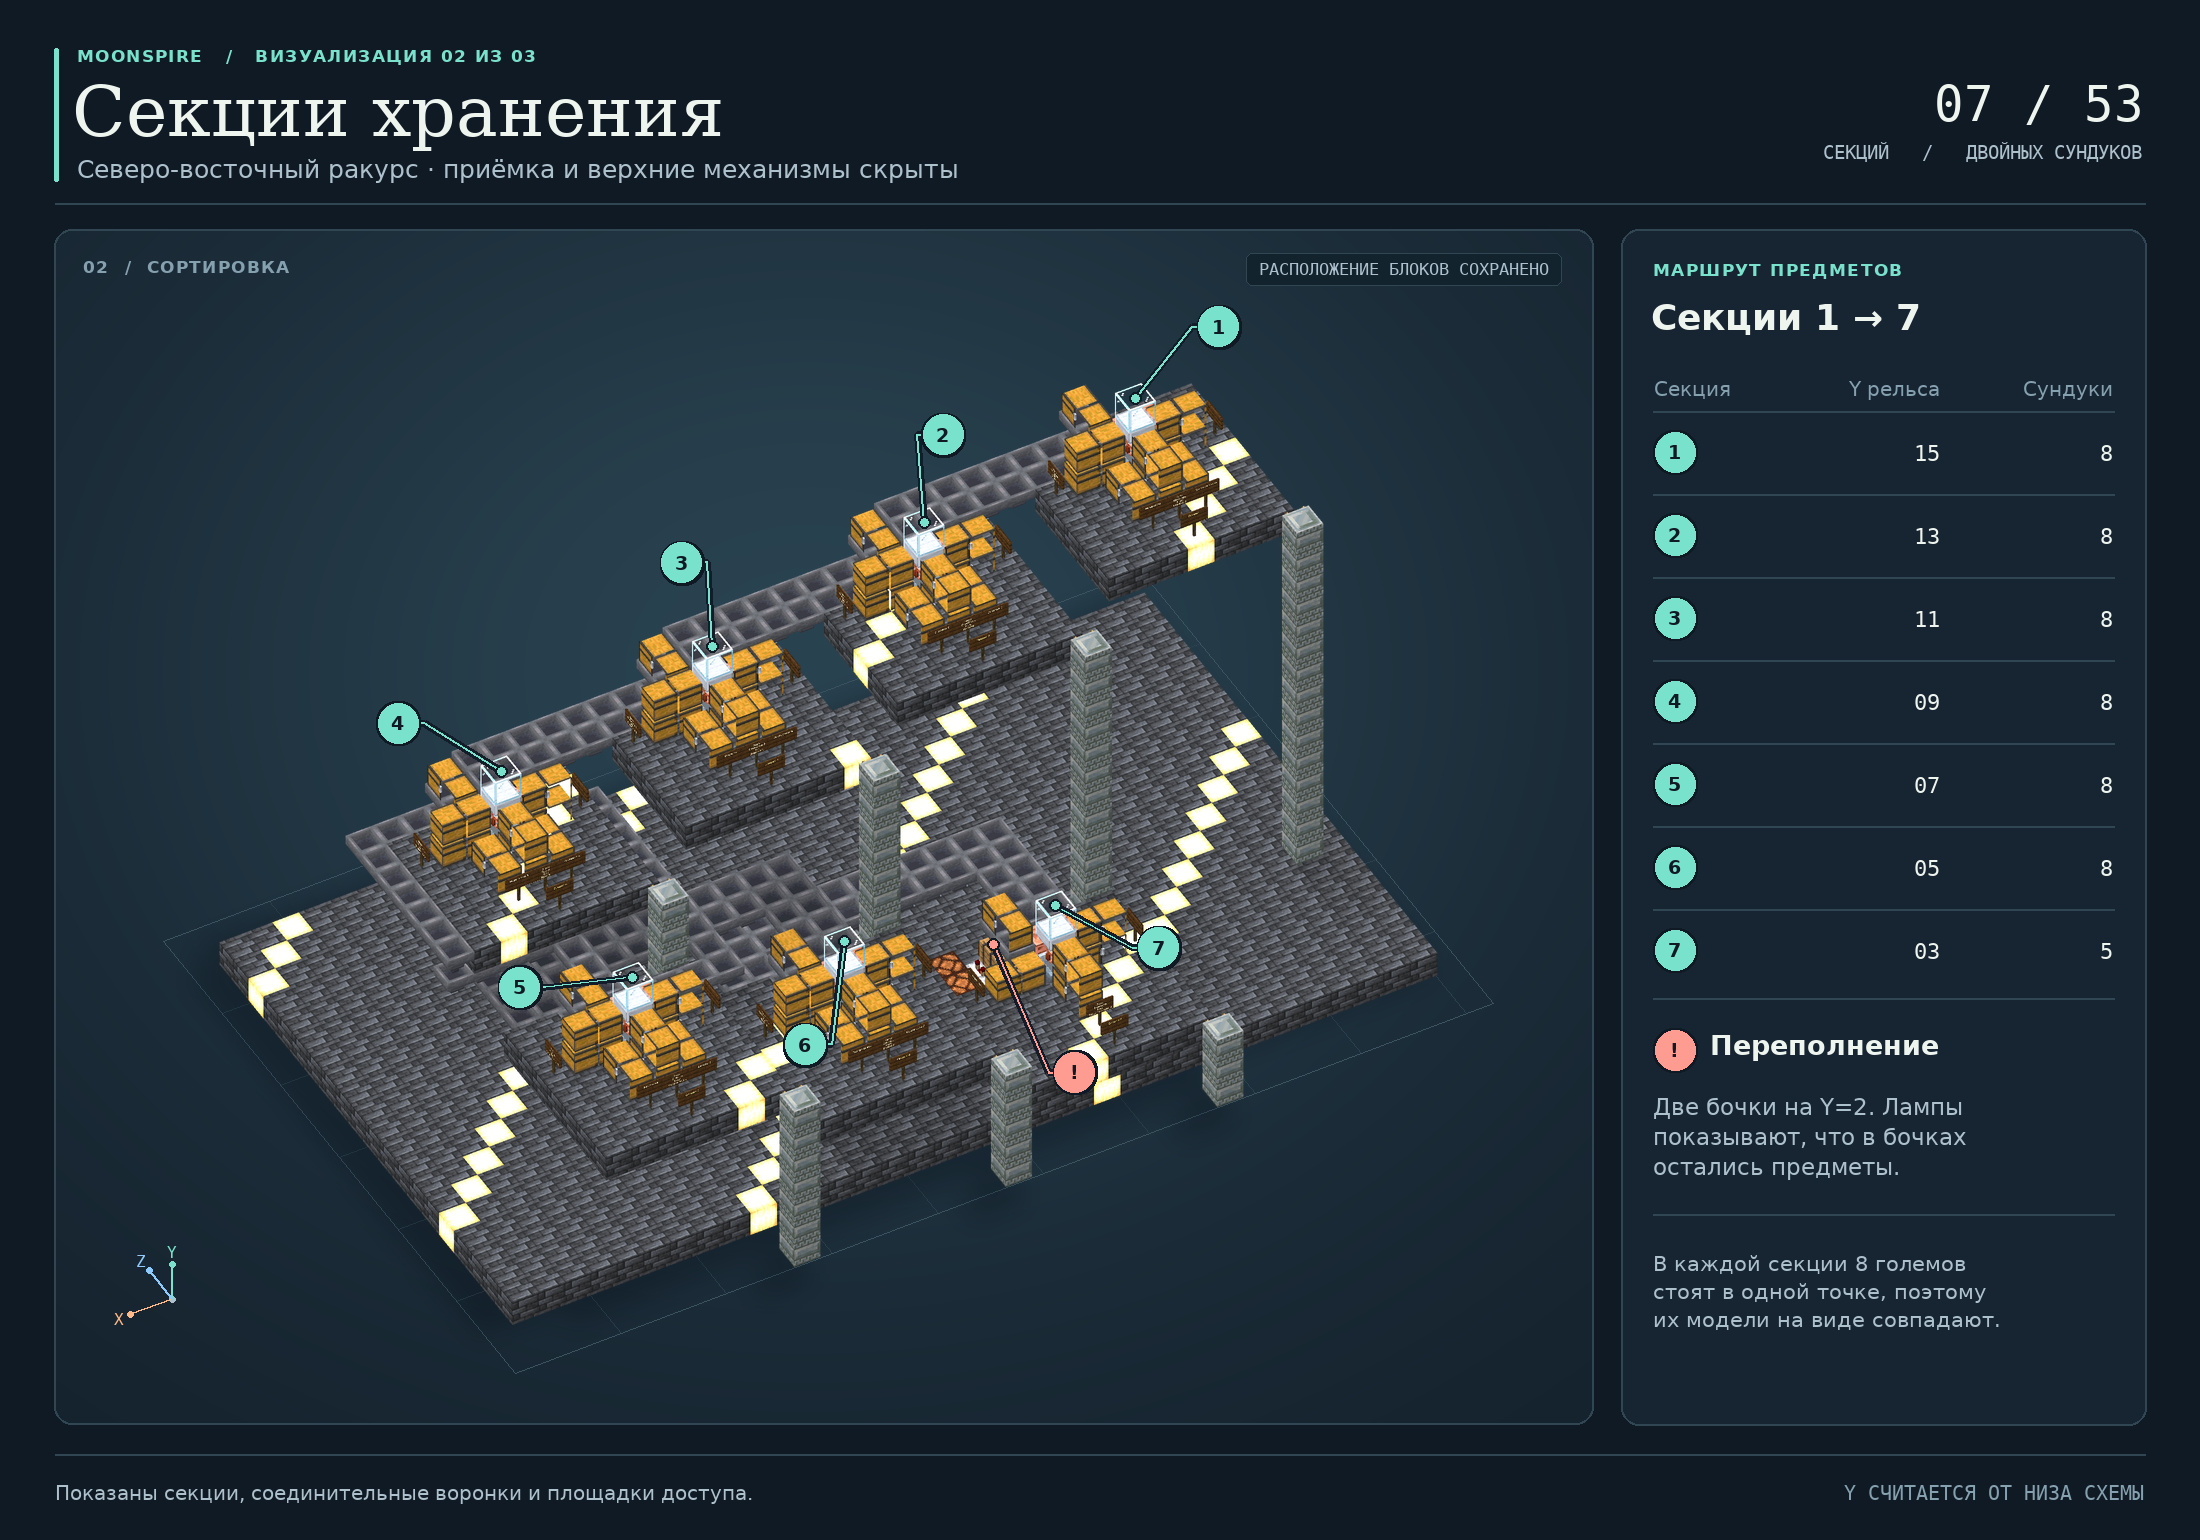 MOONSPIRE / ВИЗУАЛИЗАЦИЯ 02 ИЗ 03
Секции хранения
Северо-восточный ракурс · приёмка и верхние механизмы скрыты
07 / 53
СЕКЦИЙ / ДВОЙНЫХ СУНДУКОВ
02 / СОРТИРОВКА
РАСПОЛОЖЕНИЕ БЛОКОВ СОХРАНЕНО
1
2
3
4
5
6
7
!
Z
Y
X
МАРШРУТ ПРЕДМЕТОВ
Секции 1 → 7
Секция Y рельса Сундуки
1 15 8
2 13 8
3 11 8
4 09 8
5 07 8
6 05 8
7 03 5
! Переполнение
Две бочки на Y=2. Лампы
показывают, что в бочках
остались предметы.
В каждой секции 8 големов
стоят в одной точке, поэтому
их модели на виде совпадают.
Показаны секции, соединительные воронки и площадки доступа.
Y СЧИТАЕТСЯ ОТ НИЗА СХЕМЫ